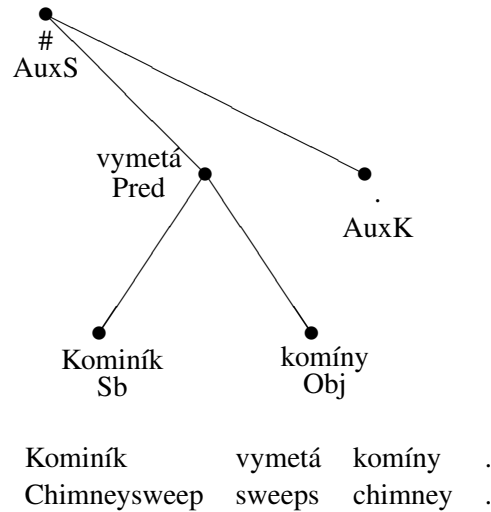 #
AuxS
vymetá
Pred
.
AuxK
Kominík
Sb
komíny
Obj
Kominík vymetá komíny .
Chimneysweep sweeps chimney .